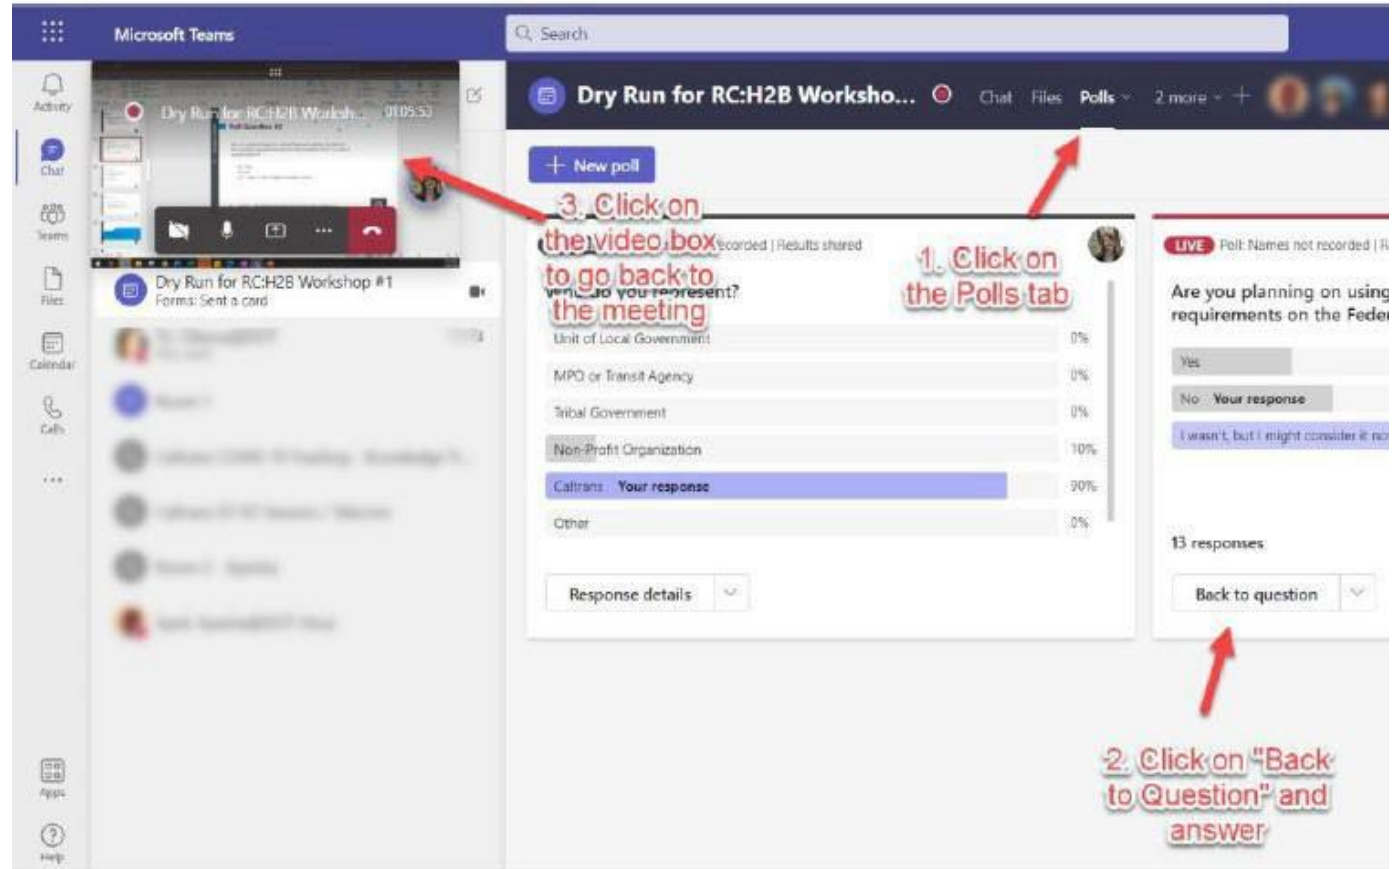 Microsoft Teams
Search
Activity
Chat
Teams
Files
Calendar
Calls
Apps
Help
Dry Run for RC:H2B Worksh... 01:05:53
Dry Run for RC:H2B Workshop #1
Forms: Sent a card
Dry Run for RC:H2B Worksho...
Chat Files Polls 2 more
New poll
3. Click on
the video box
to go back to
the meeting
1. Click on
the Polls tab
recorded | Results shared
do you represent?
Unit of Local Government 0%
MPO or Transit Agency 0%
Tribal Government 0%
Non-Profit Organization 10%
Caltrans Your response 90%
Other 0%
Response details
LIVE Poll: Names not recorded | R
Are you planning on using
requirements on the Feder
Yes
No Your response
I wasn't, but I might consider it no
13 responses
Back to question
2. Click on "Back
to Question" and
answer